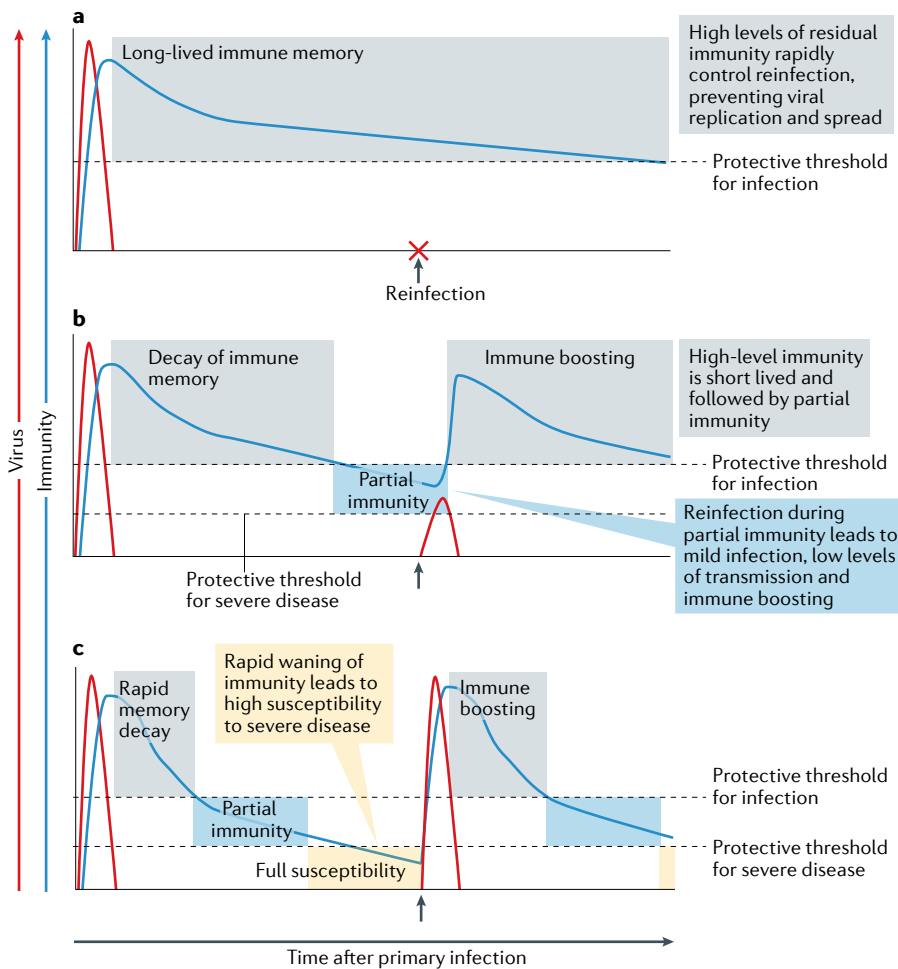 a
Long-lived immune memory
High levels of residual
immunity rapidly
control reinfection,
preventing viral
replication and spread
Protective threshold
for infection
Reinfection
b
Decay of immune
memory
Immune boosting
High-level immunity
is short lived and
followed by partial
immunity
Virus
Immunity
Protective threshold
for infection
Partial
immunity
Reinfection during
partial immunity leads to
mild infection, low levels
of transmission and
immune boosting
Protective threshold
for severe disease
c
Rapid
memory
decay
Rapid waning of
immunity leads to
high susceptibility
to severe disease
Immune
boosting
Protective threshold
for infection
Partial
immunity
Full susceptibility
Protective threshold
for severe disease
Time after primary infection